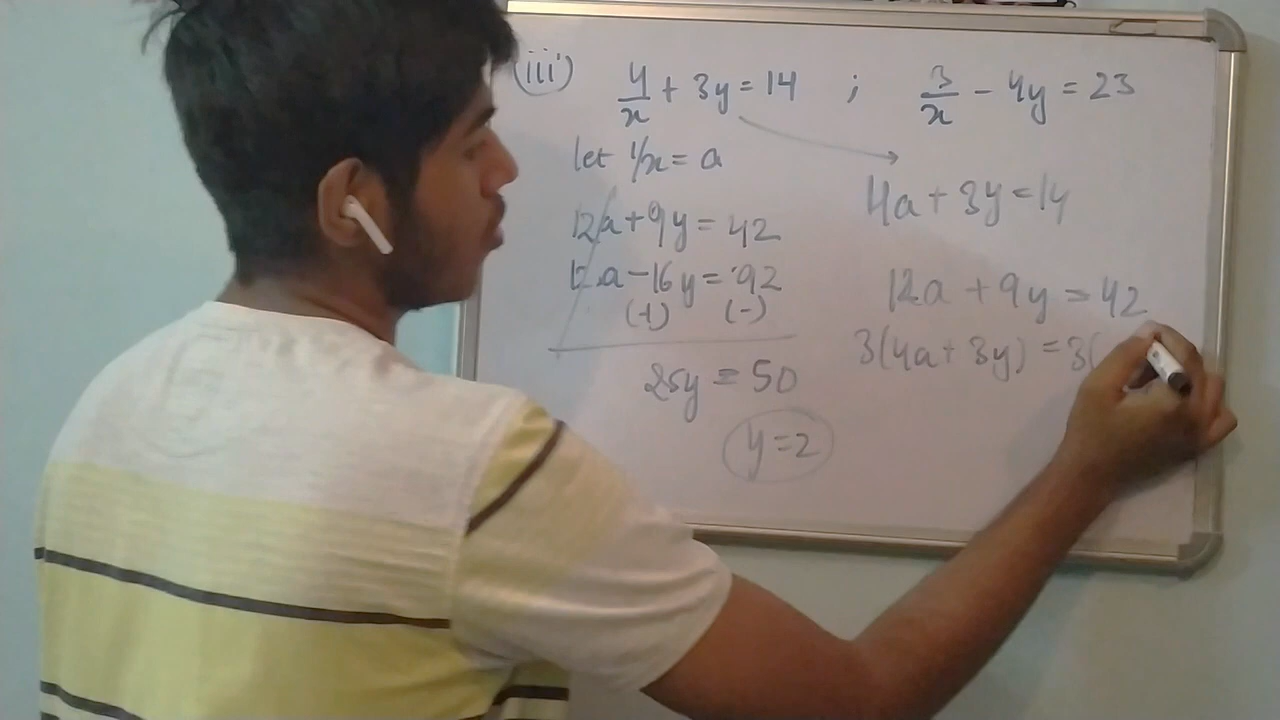 (iii) 4/x + 3y = 14 ; 3/x - 4y = 23
let 1/x = a
4a + 3y = 14
12a + 9y = 42
12a - 16y = 92
(+) (-)
25y = 50
y = 2
12a + 9y = 42
3(4a + 3y) = 3(